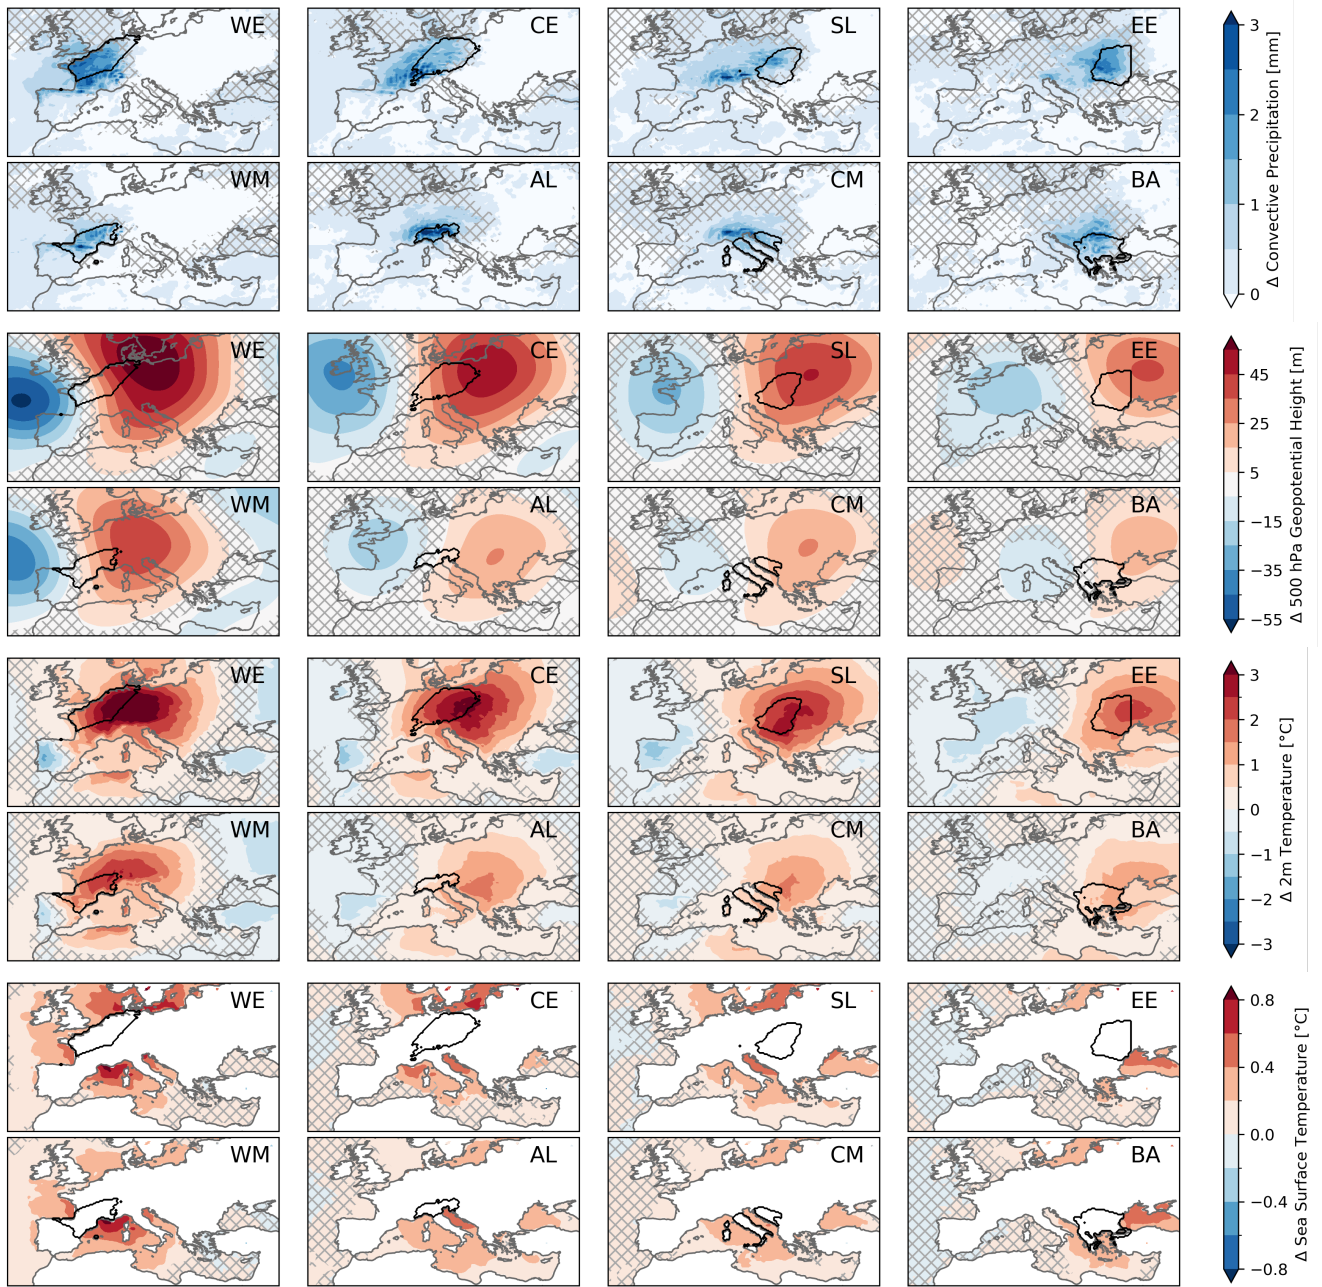 WE CE SL EE
WM AL CM BA
3
2
1
0
Δ Convective Precipitation [mm]
WE CE SL EE
WM AL CM BA
45
25
5
−15
−35
−55
Δ 500 hPa Geopotential Height [m]
WE CE SL EE
WM AL CM BA
3
2
1
0
−1
−2
−3
Δ 2m Temperature [°C]
WE CE SL EE
WM AL CM BA
0.8
0.4
0.0
−0.4
−0.8
Δ Sea Surface Temperature [°C]